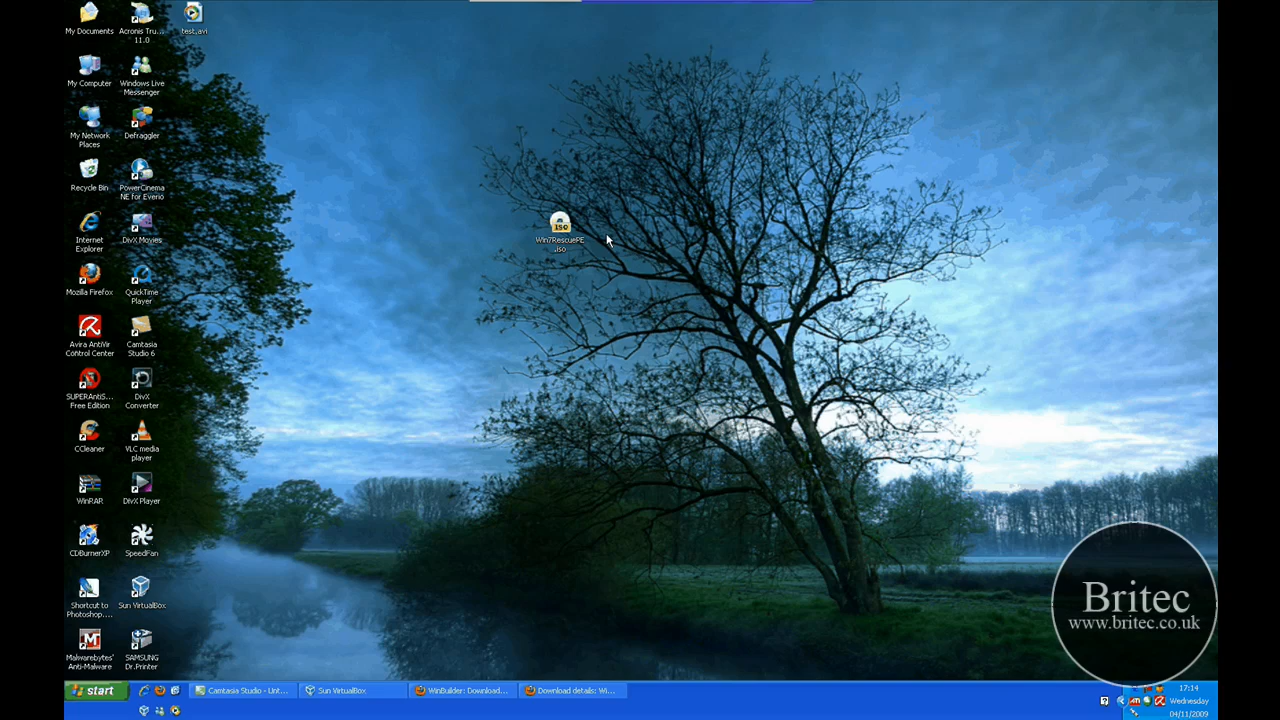 My Documents
Acronis Tru...
11.0
test.avi
My Computer
Windows Live
Messenger
My Network
Places
Defraggler
Recycle Bin
PowerCinema
NE for Everio
Internet
Explorer
DivX Movies
ISO
Win7RescuePE
.iso
Mozilla Firefox
QuickTime
Player
Avira AntiVir
Control Center
Camtasia
Studio 6
SUPERAntiS...
Free Edition
DivX
Converter
CCleaner
VLC media
player
WinRAR
DivX Player
CDBurnerXP
SpeedFan
Shortcut to
Photoshop....
Sun VirtualBox
Malwarebytes'
Anti-Malware
SAMSUNG
Dr.Printer
Britec
www.britec.co.uk
start
Camtasia Studio - Unt...
Sun VirtualBox
WinBuilder: Download...
Download details: Wi...
17:14
Wednesday
04/11/2009